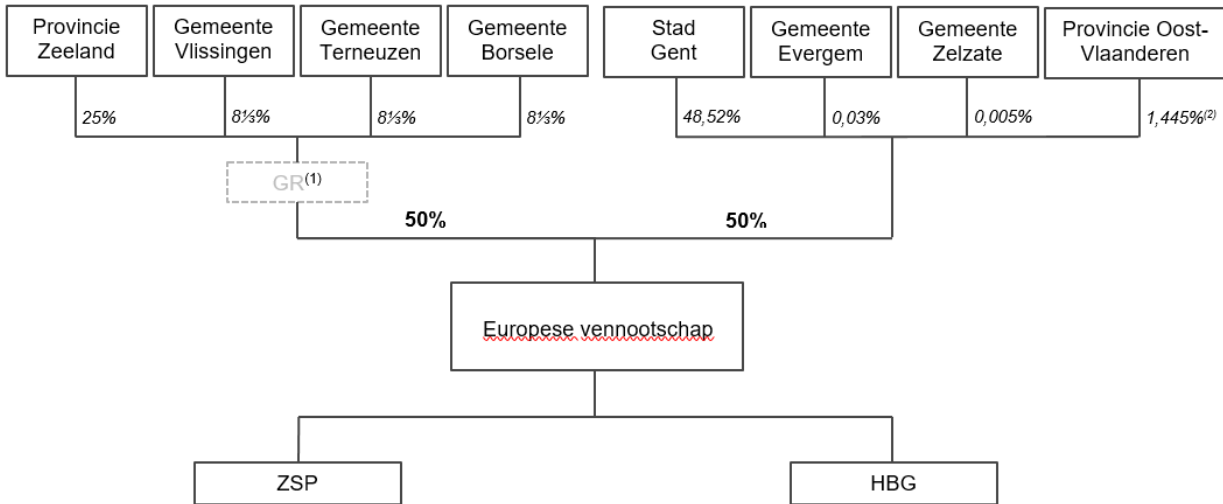 Provincie
Zeeland
Gemeente
Vlissingen
Gemeente
Terneuzen
Gemeente
Borsele
Stad
Gent
Gemeente
Evergem
Gemeente
Zelzate
Provincie Oost-
Vlaanderen
25%
8⅓%
8⅓%
8⅓%
48,52%
0,03%
0,005%
1,445%(2)
GR(1)
50%
50%
Europese vennootschap
ZSP
HBG